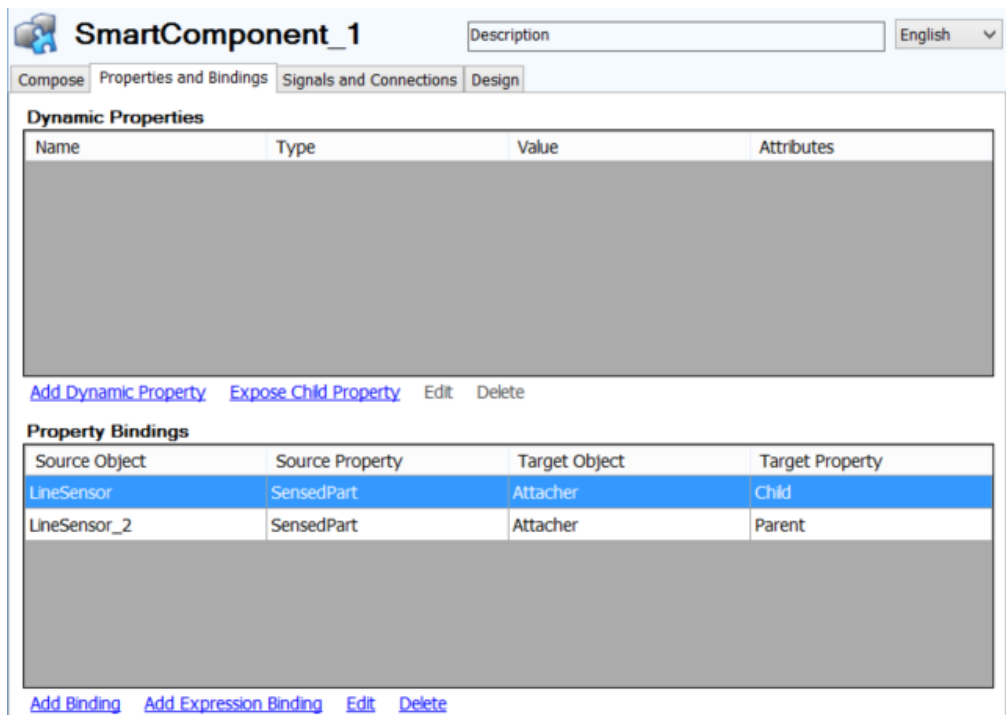 SmartComponent_1 Description English
Compose Properties and Bindings Signals and Connections Design
Dynamic Properties
Name Type Value Attributes
Add Dynamic Property Expose Child Property Edit Delete
Property Bindings
Source Object Source Property Target Object Target Property
LineSensor SensedPart Attacher Child
LineSensor_2 SensedPart Attacher Parent
Add Binding Add Expression Binding Edit Delete